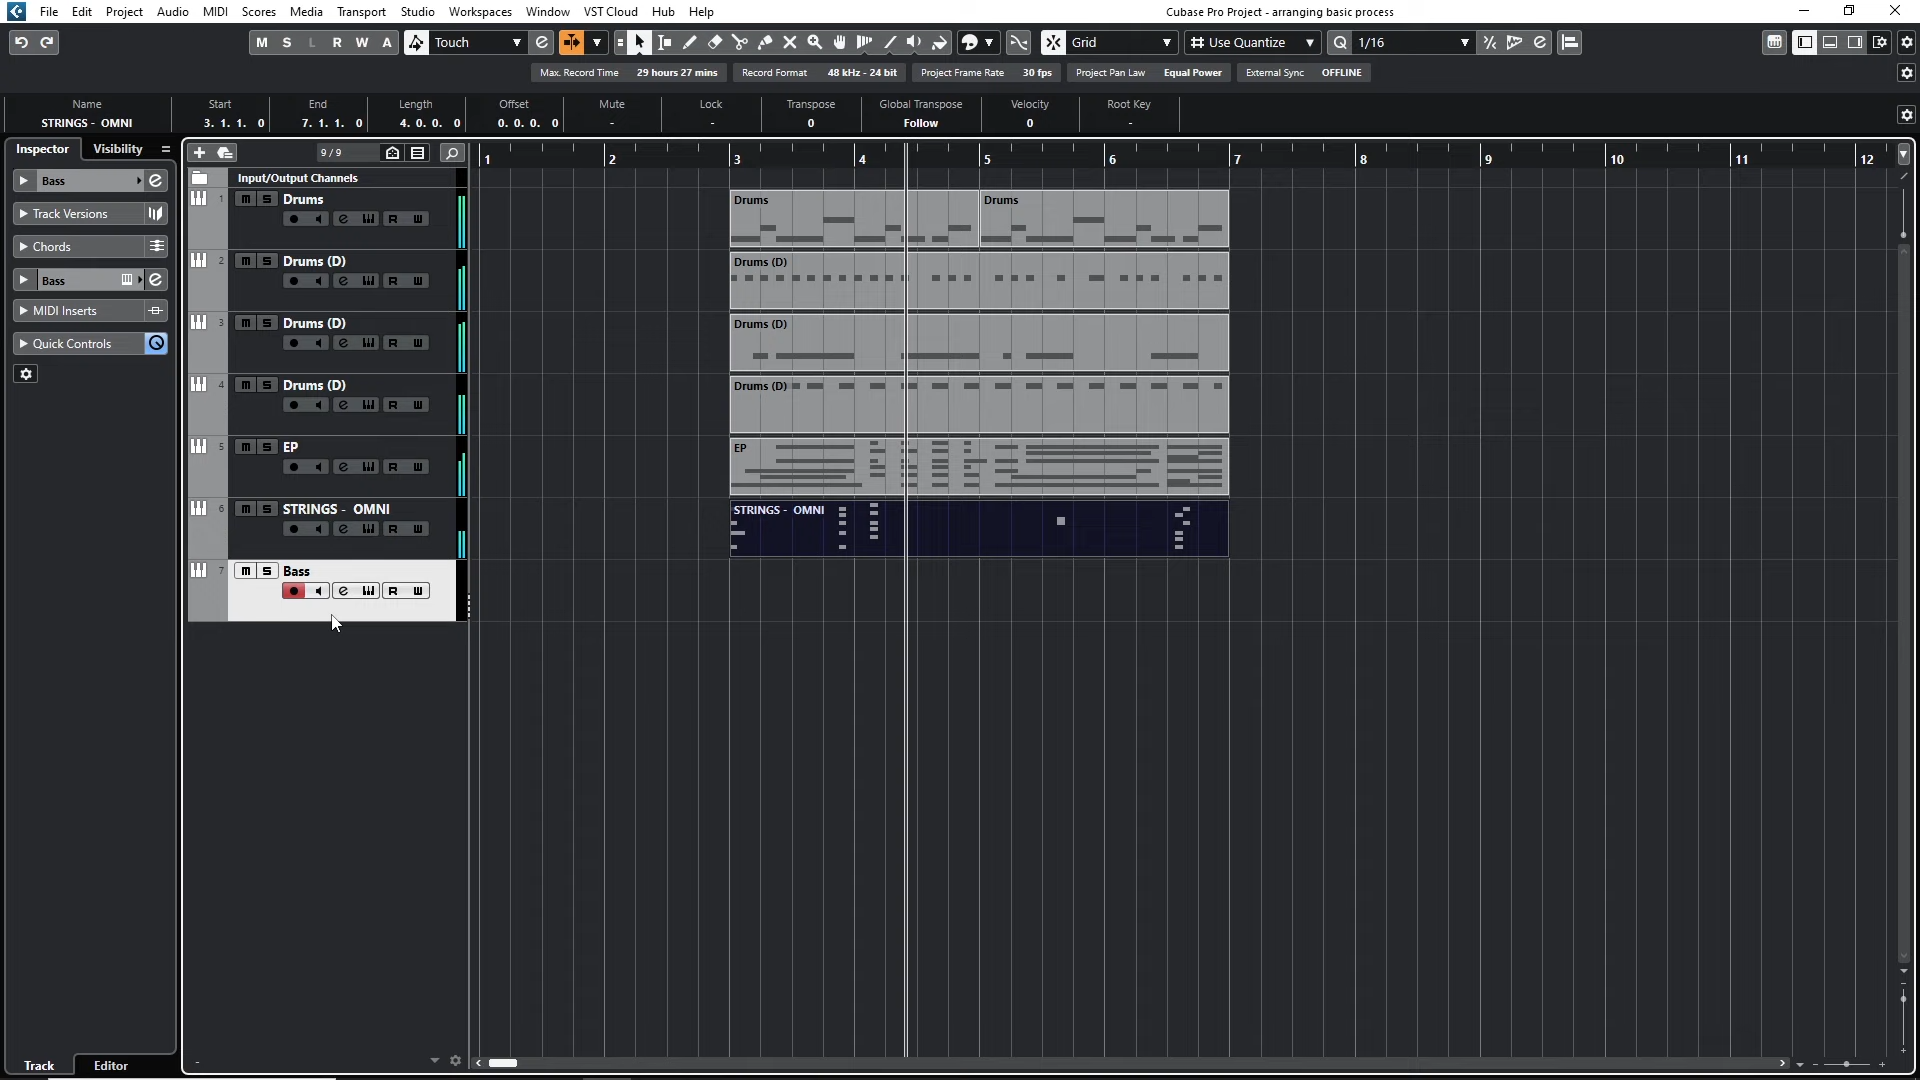 File Edit Project Audio MIDI Scores Media Transport Studio Workspaces Window VST Cloud Hub Help
Cubase Pro Project - arranging basic process
M S L R W A Touch Grid Use Quantize 1/16
Max. Record Time 29 hours 27 mins Record Format 48 kHz - 24 bit Project Frame Rate 30 fps Project Pan Law Equal Power External Sync OFFLINE
Name Start End Length Offset Mute Lock Transpose Global Transpose Velocity Root Key
STRINGS - OMNI 3. 1. 1. 0 7. 1. 1. 0 4. 0. 0. 0 0. 0. 0. 0 - - 0 Follow 0 -
Inspector Visibility
9 / 9
1 2 3 4 5 6 7 8 9 10 11 12
Bass
Track Versions
Chords
Bass
MIDI Inserts
Quick Controls
Input/Output Channels
1 m S Drums
R W
2 m S Drums (D)
R W
3 m S Drums (D)
R W
4 m S Drums (D)
R W
5 m S EP
R W
6 m S STRINGS - OMNI
R W
7 m S Bass
R W
Drums Drums
Drums (D)
Drums (D)
Drums (D)
EP
STRINGS - OMNI
Track Editor